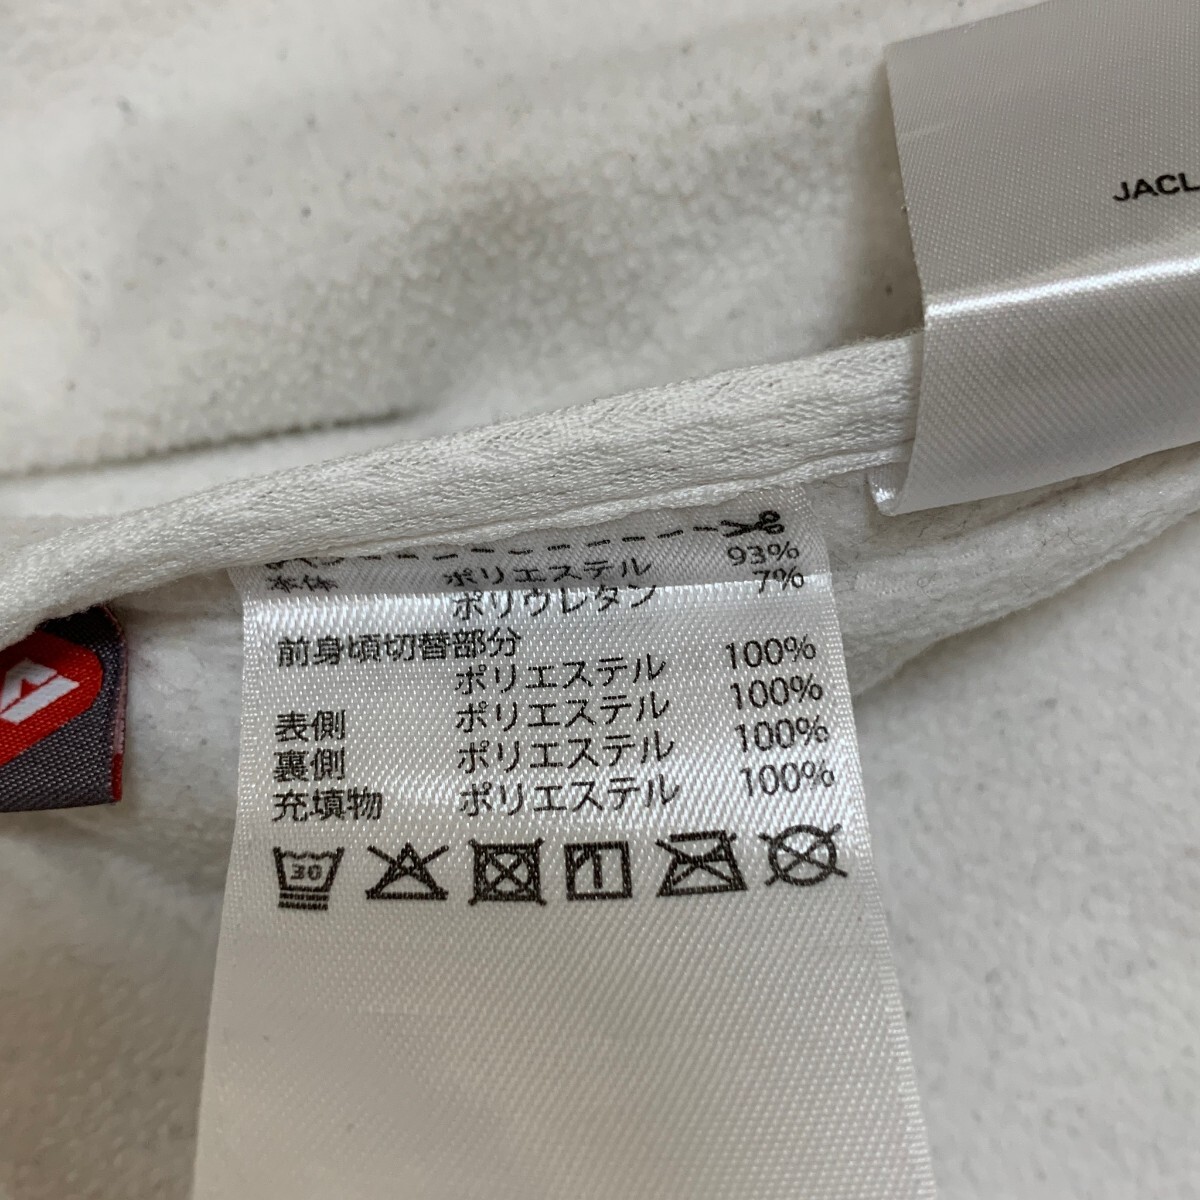 JACL
本体 ポリエステル 93%
ポリウレタン 7%
前身頃切替部分
ポリエステル 100%
表側 ポリエステル 100%
裏側 ポリエステル 100%
充填物 ポリエステル 100%
30